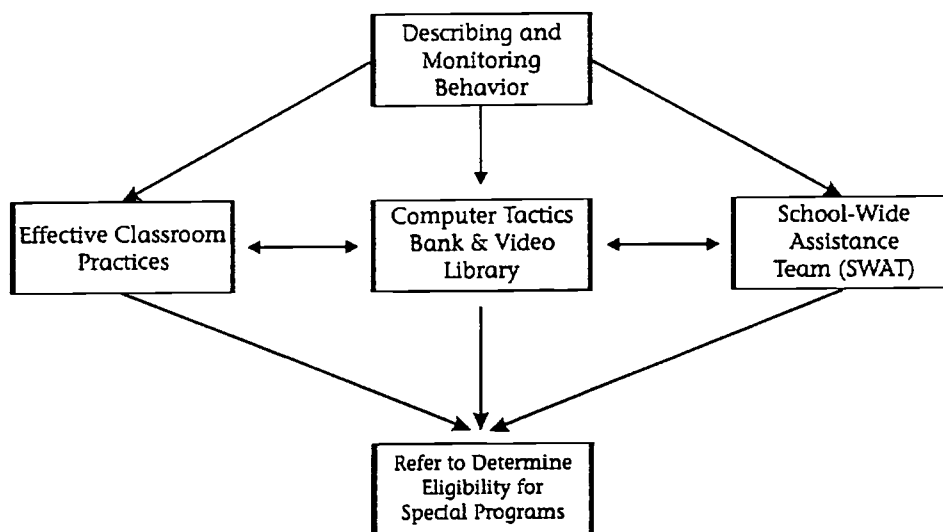 Describing and
Monitoring
Behavior
Effective Classroom
Practices
Computer Tactics
Bank & Video
Library
School-Wide
Assistance
Team (SWAT)
Refer to Determine
Eligibility for
Special Programs